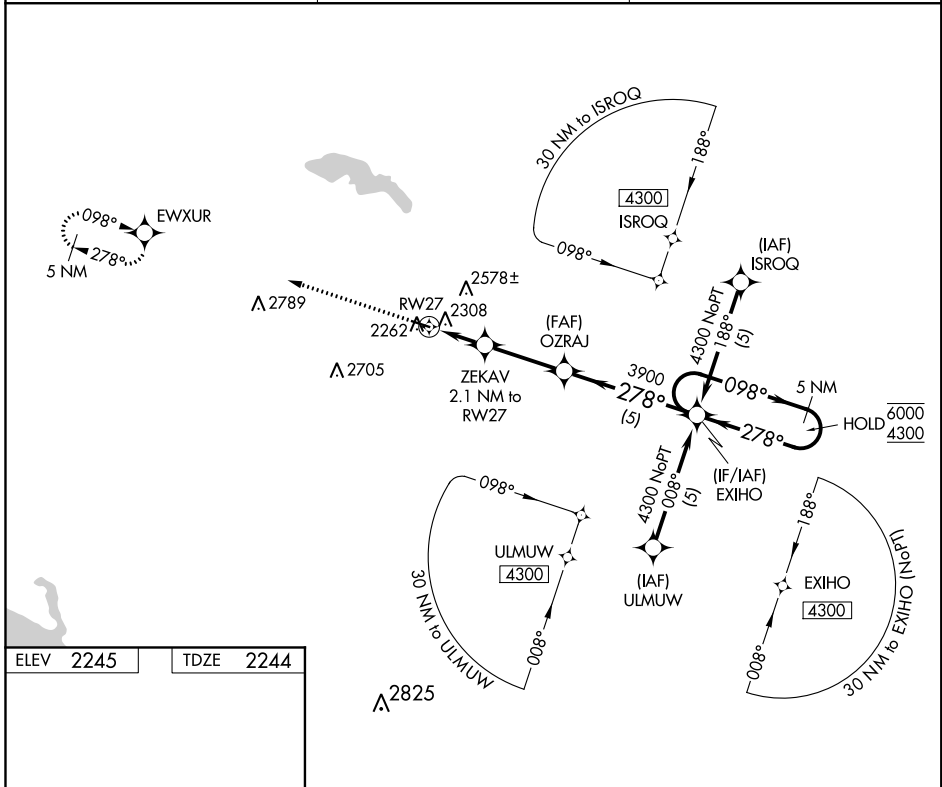 30 NM to ISROQ
188°
4300
ISROQ
098°
098°
EWXUR
278°
5 NM
(IAF)
ISROQ
2578±
2789
RW27
2308
2262
(FAF)
OZRAJ
4300 NoPT
188°
(5)
2705
ZEKAV
2.1 NM to
RW27
3900
278°
(5)
098°
5 NM
HOLD
6000
4300
278°
(IF/IAF)
EXIHO
4300 NoPT
008°
(5)
098°
188°
ULMUW
4300
(IAF)
ULMUW
EXIHO
4300
30 NM to ULMUW
008°
008°
30 NM to EXIHO (NoPT)
ELEV 2245
TDZE 2244
2825